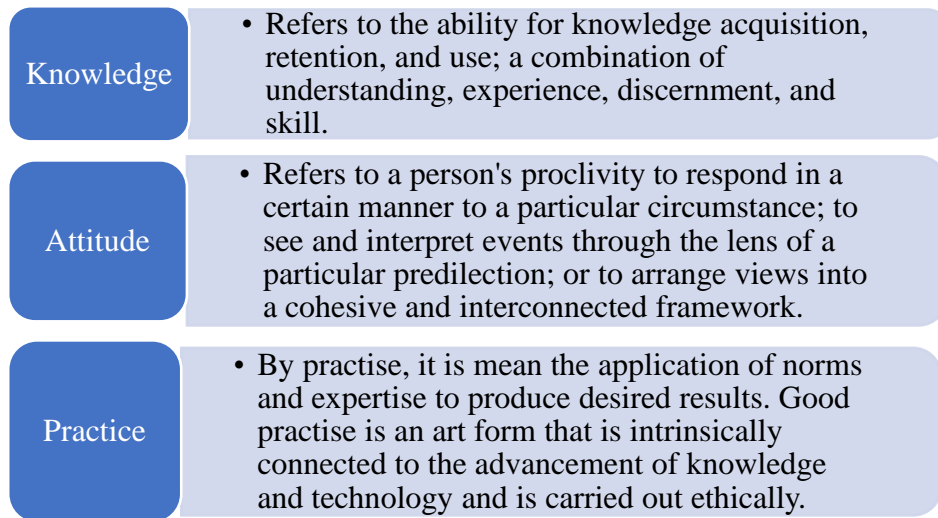 Knowledge
• Refers to the ability for knowledge acquisition,
retention, and use; a combination of
understanding, experience, discernment, and
skill.
Attitude
• Refers to a person's proclivity to respond in a
certain manner to a particular circumstance; to
see and interpret events through the lens of a
particular predilection; or to arrange views into
a cohesive and interconnected framework.
Practice
• By practise, it is mean the application of norms
and expertise to produce desired results. Good
practise is an art form that is intrinsically
connected to the advancement of knowledge
and technology and is carried out ethically.